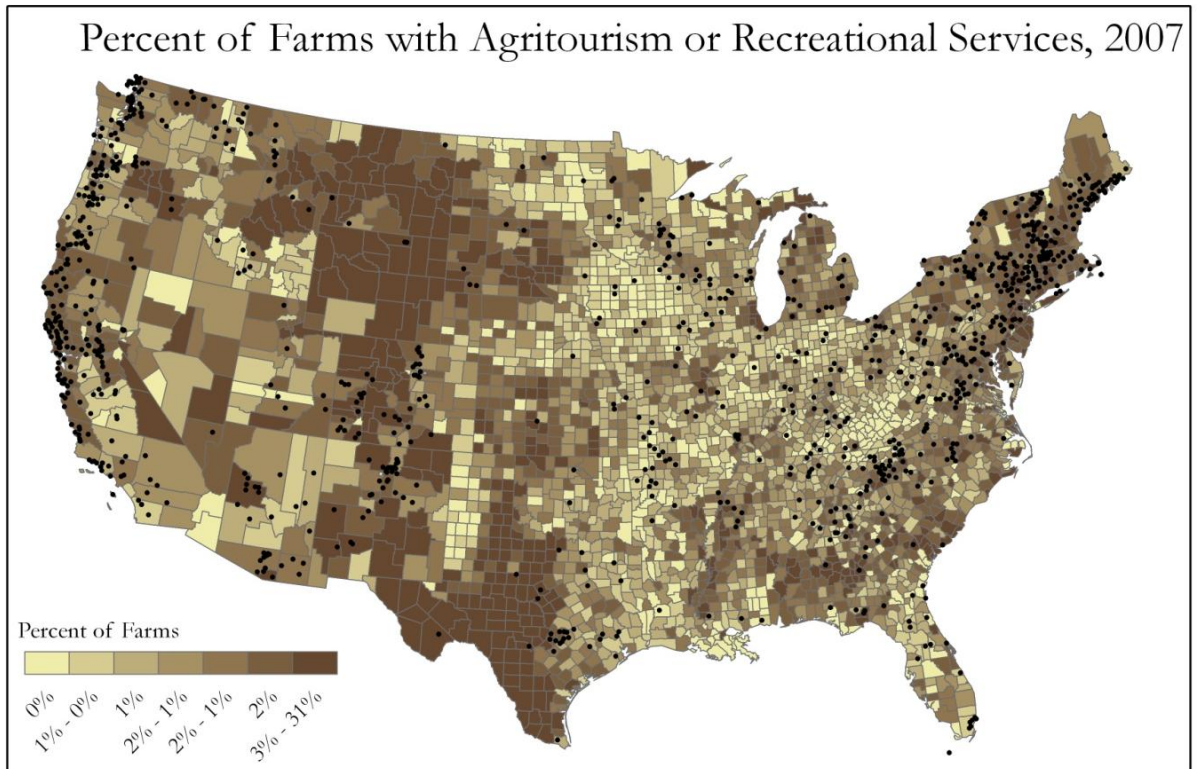 Percent of Farms with Agritourism or Recreational Services, 2007
Percent of Farms
0%
1% - 0%
1%
2% - 1%
2% - 1%
2%
3% - 31%